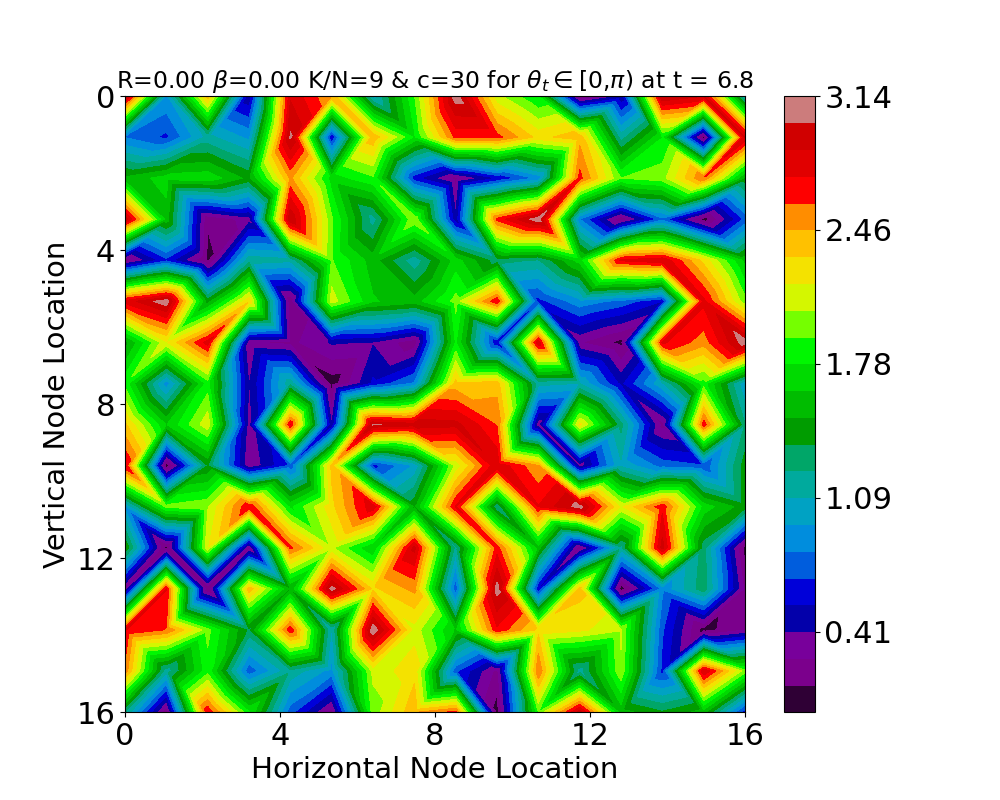 R=0.00 β=0.00 K/N=9 & c=30 for θ_t ∈ [0,π) at t = 6.8
0
4
8
12
16
Vertical Node Location
0 4 8 12 16
Horizontal Node Location
3.14
2.46
1.78
1.09
0.41